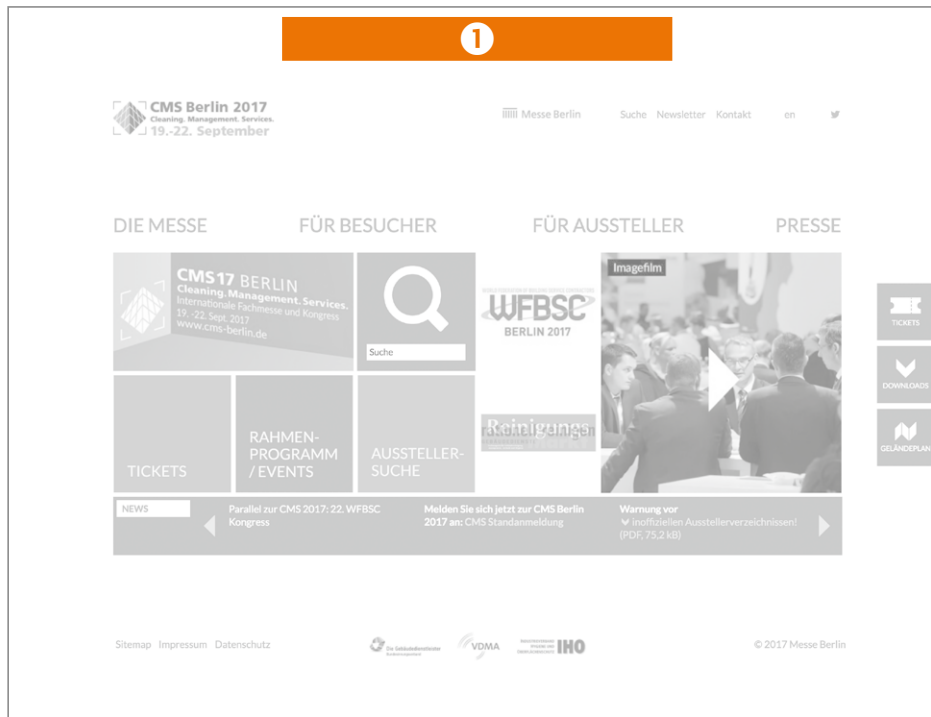 1
CMS Berlin 2017
Cleaning. Management. Services.
19.-22. September
Messe Berlin
Suche Newsletter Kontakt
en
DIE MESSE
FÜR BESUCHER
FÜR AUSSTELLER
PRESSE
CMS17 BERLIN
Cleaning.Management.Services.
Internationale Fachmesse und Kongress
19. -22. Sept. 2017
www.cms-berlin.de
Suche
WFBSC
BERLIN 2017
Imagefilm
TICKETS
DOWNLOADS
GELÄNDEPLAN
TICKETS
RAHMEN-
PROGRAMM
/ EVENTS
AUSSTELLER-
SUCHE
Reinigungs
NEWS
Parallel zur CMS 2017: 22. WFBSC
Kongress
Melden Sie sich jetzt zur CMS Berlin
2017 an: CMS Standanmeldung
Warnung vor
inoffiziellen Ausstellerverzeichnissen!
(PDF, 75,2 kB)
Sitemap Impressum Datenschutz
Die Gebäudedienstleister
VDMA
IHO
© 2017 Messe Berlin